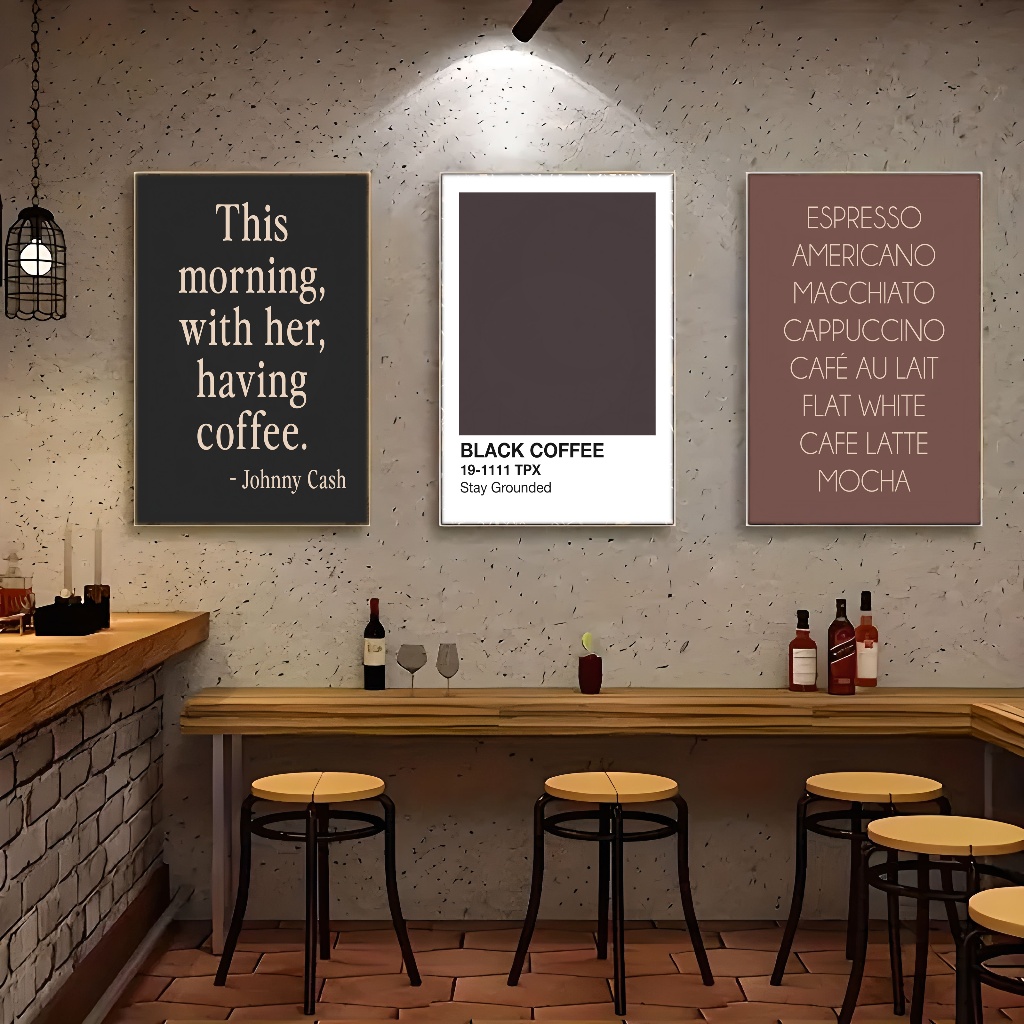 This
morning,
with her,
having
coffee.
- Johnny Cash
BLACK COFFEE
19-1111 TPX
Stay Grounded
ESPRESSO
AMERICANO
MACCHIATO
CAPPUCCINO
CAFÉ AU LAIT
FLAT WHITE
CAFE LATTE
MOCHA